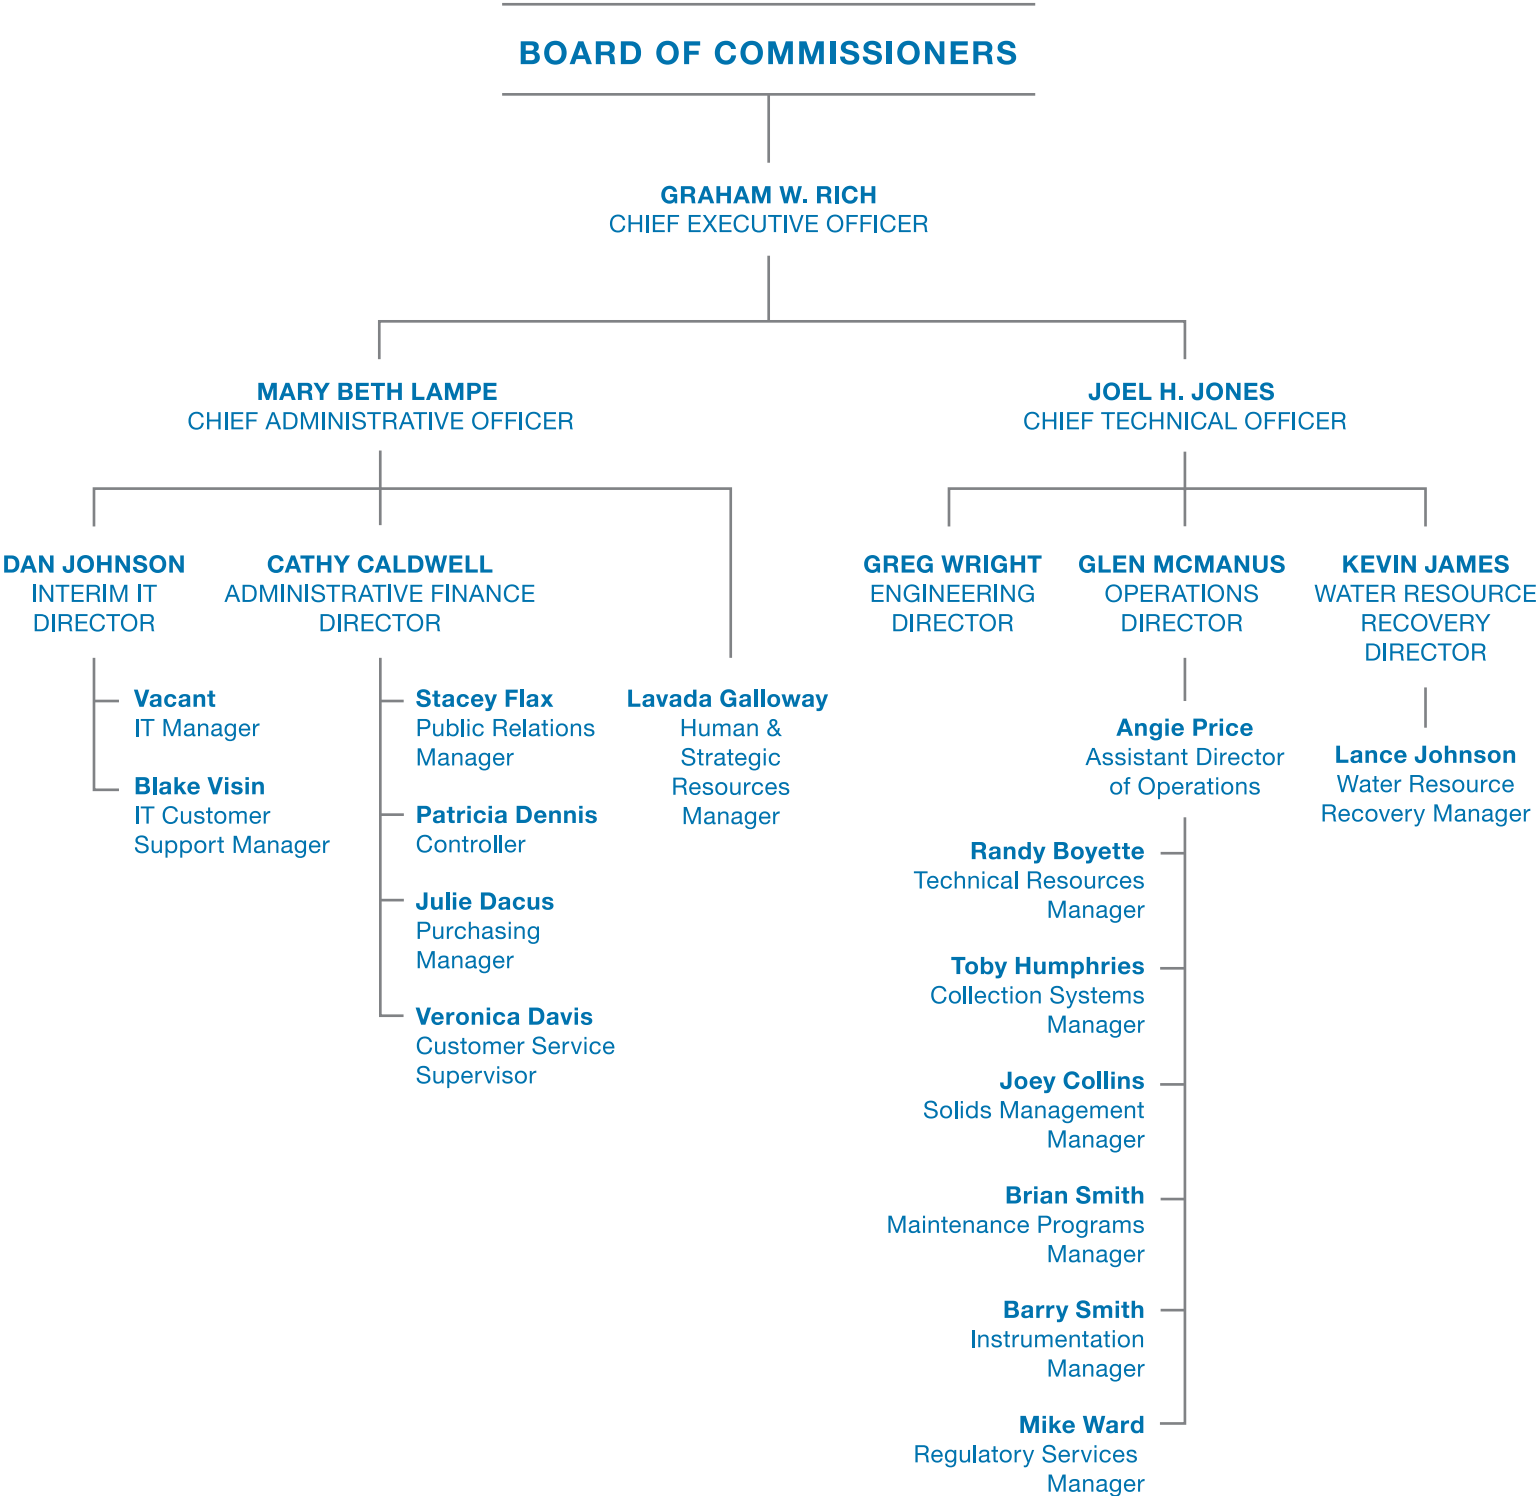 BOARD OF COMMISSIONERS
GRAHAM W. RICH
CHIEF EXECUTIVE OFFICER
MARY BETH LAMPE
CHIEF ADMINISTRATIVE OFFICER
JOEL H. JONES
CHIEF TECHNICAL OFFICER
DAN JOHNSON
INTERIM IT
DIRECTOR
CATHY CALDWELL
ADMINISTRATIVE FINANCE
DIRECTOR
GREG WRIGHT
ENGINEERING
DIRECTOR
GLEN MCMANUS
OPERATIONS
DIRECTOR
KEVIN JAMES
WATER RESOURCE
RECOVERY
DIRECTOR
Vacant
IT Manager
Blake Visin
IT Customer
Support Manager
Stacey Flax
Public Relations
Manager
Patricia Dennis
Controller
Julie Dacus
Purchasing
Manager
Veronica Davis
Customer Service
Supervisor
Lavada Galloway
Human &
Strategic
Resources
Manager
Angie Price
Assistant Director
of Operations
Lance Johnson
Water Resource
Recovery Manager
Randy Boyette
Technical Resources
Manager
Toby Humphries
Collection Systems
Manager
Joey Collins
Solids Management
Manager
Brian Smith
Maintenance Programs
Manager
Barry Smith
Instrumentation
Manager
Mike Ward
Regulatory Services
Manager